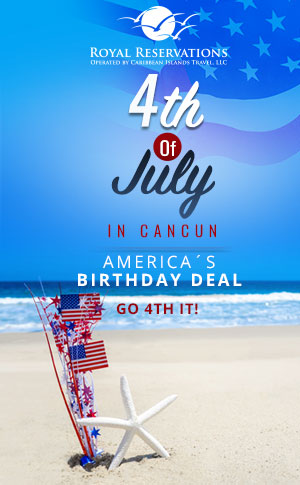 ROYAL RESERVATIONS
OPERATED BY CARIBBEAN ISLANDS TRAVEL, LLC
4th
Of
July
IN CANCUN
AMERICA´S
BIRTHDAY DEAL
GO 4TH IT!